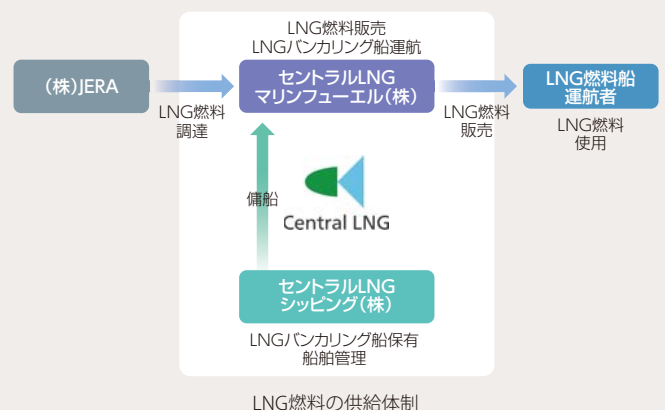 LNG燃料販売
LNGバンカリング船運航
(株)JERA
LNG燃料
調達
セントラルLNG
マリンフューエル(株)
LNG燃料
販売
LNG燃料船
運航者
LNG燃料
使用
傭船
Central LNG
セントラルLNG
シッピング(株)
LNGバンカリング船保有
船舶管理
LNG燃料の供給体制